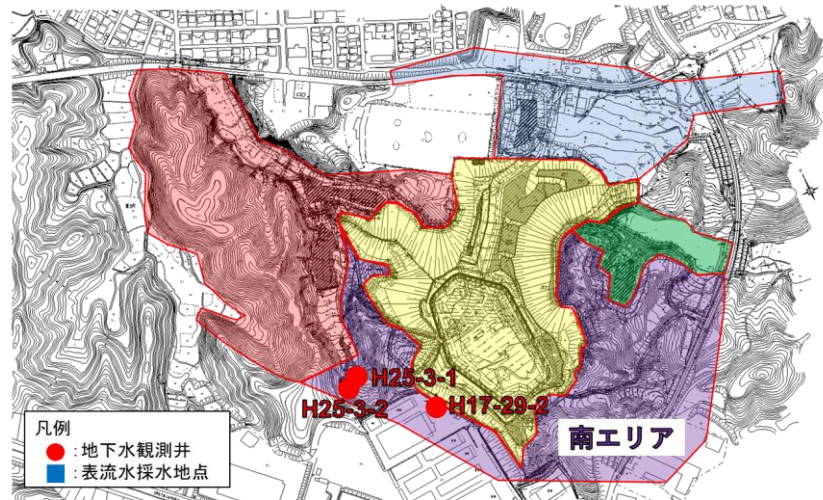 H25-3-1
H25-3-2
H17-29-2
南エリア
凡例
：地下水観測井
：表流水採水地点